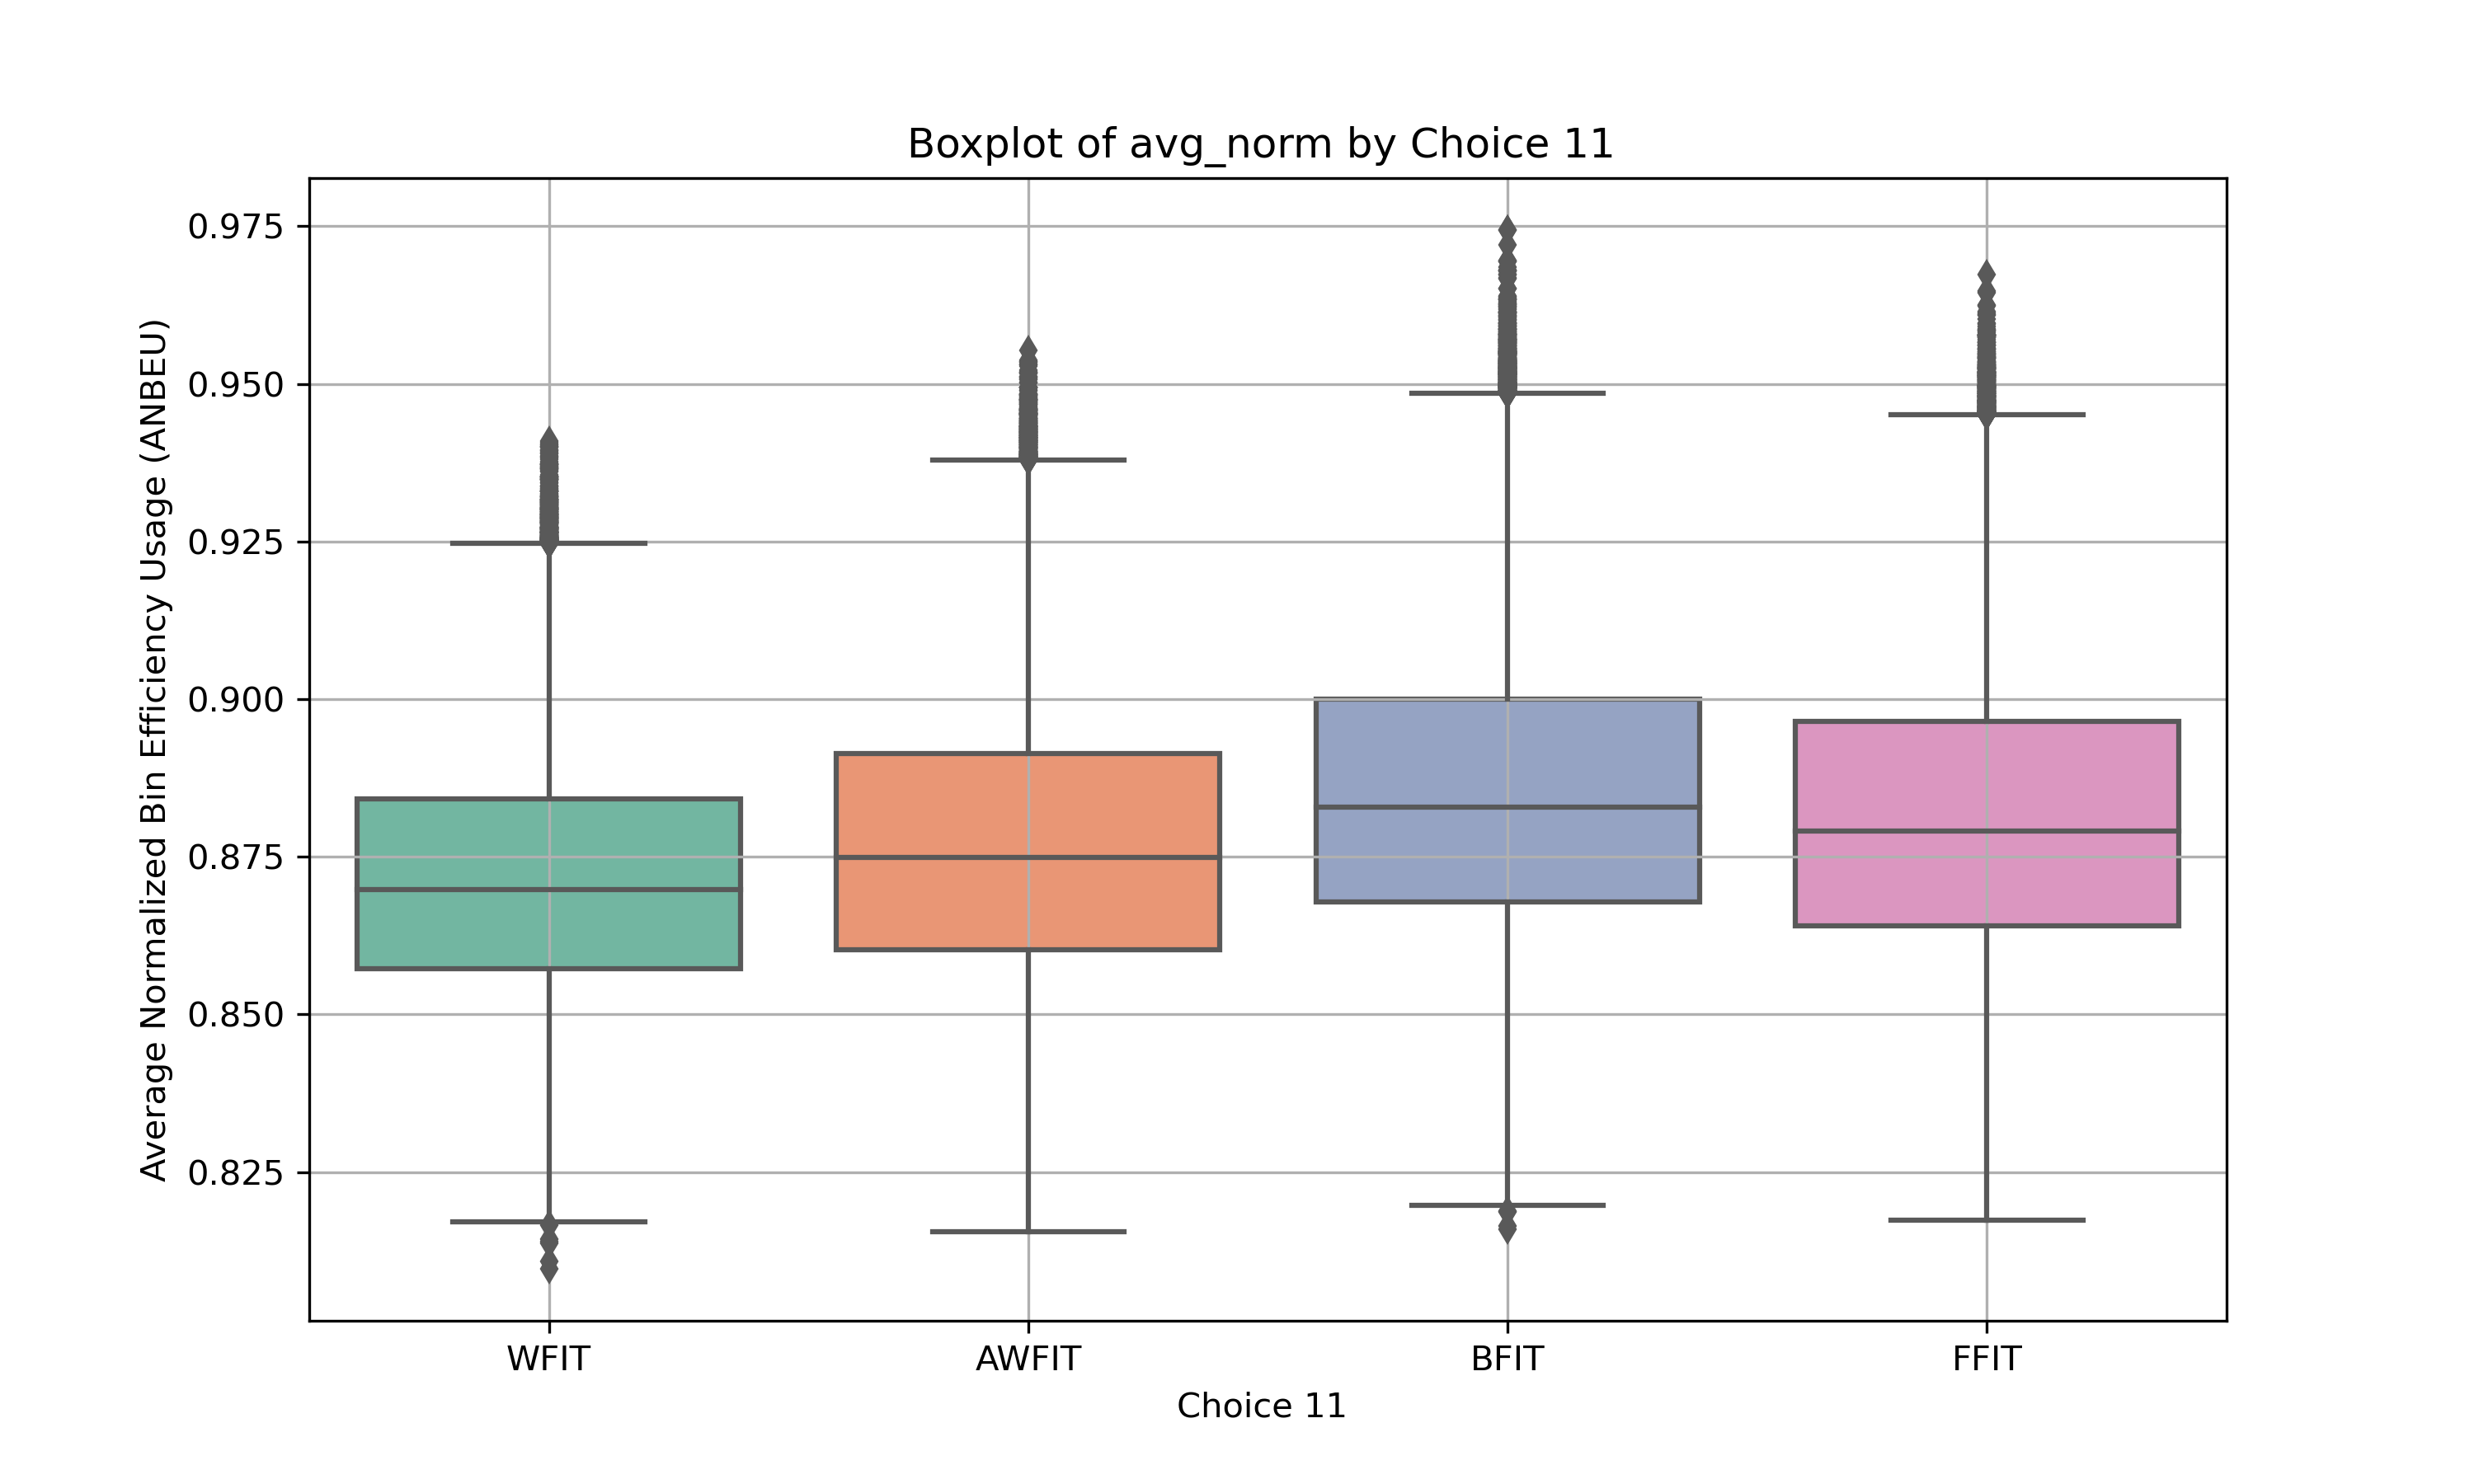 Boxplot of avg_norm by Choice 11
Average Normalized Bin Efficiency Usage (ANBEU)
0.975
0.950
0.925
0.900
0.875
0.850
0.825
WFIT AWFIT BFIT FFIT
Choice 11